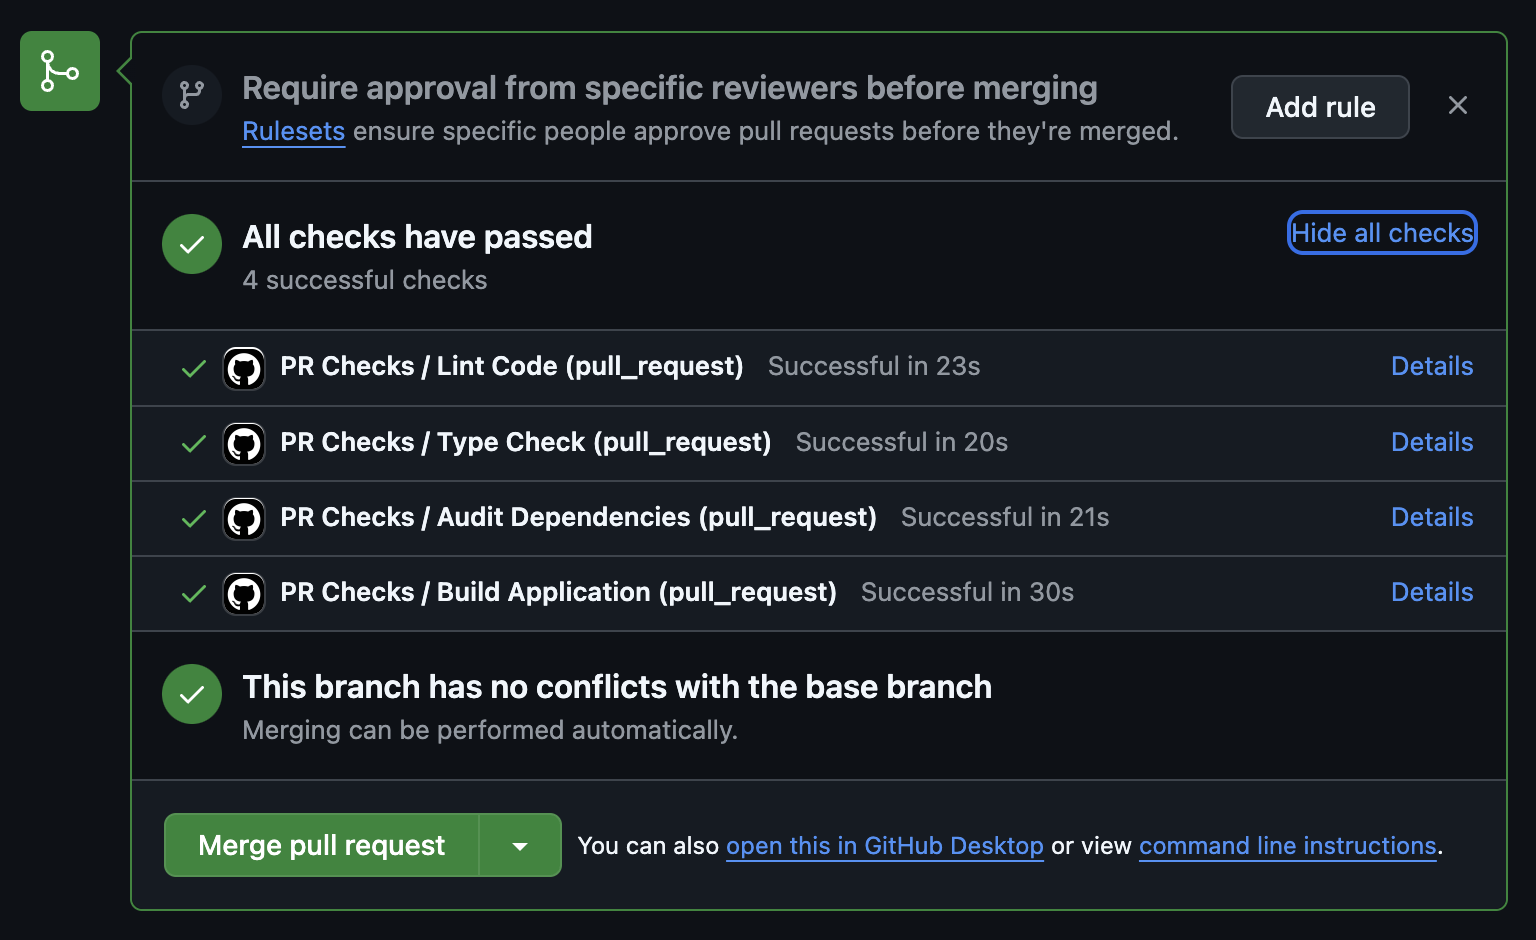 Require approval from specific reviewers before merging
Rulesets ensure specific people approve pull requests before they're merged.
Add rule
All checks have passed
4 successful checks
Hide all checks
PR Checks / Lint Code (pull_request) Successful in 23s Details
PR Checks / Type Check (pull_request) Successful in 20s Details
PR Checks / Audit Dependencies (pull_request) Successful in 21s Details
PR Checks / Build Application (pull_request) Successful in 30s Details
This branch has no conflicts with the base branch
Merging can be performed automatically.
Merge pull request
You can also open this in GitHub Desktop or view command line instructions.